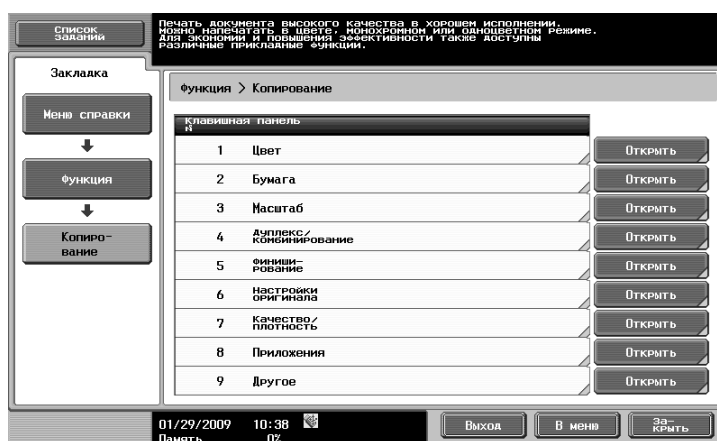 Список
заданий
Печать документа высокого качества в хорошем исполнении.
Можно напечатать в цвете, монохромном или одноцветном режиме.
Для экономии и повышения эффективности также доступны
различные прикладные функции.
Закладка
Меню справки
Функция
Копиро-
вание
Функция > Копирование
Клавишная панель
№
1 Цвет Открыть
2 Бумага Открыть
3 Масштаб Открыть
4 Дуплекс/
комбинирование Открыть
5 Финиши-
рование Открыть
6 Настройки
оригинала Открыть
7 Качество/
плотность Открыть
8 Приложения Открыть
9 Другое Открыть
01/29/2009 10:38
Память 0%
Выход
В меню
За-
крыть